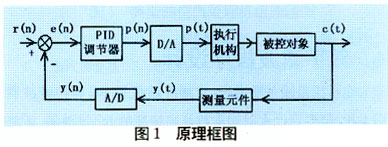 r(n)
e(n)
PID
调节器
p(n)
D/A
p(t)
执行
机构
被控对象
c(t)
+
-
y(n)
A/D
y(t)
测量元件
图1 原理框图